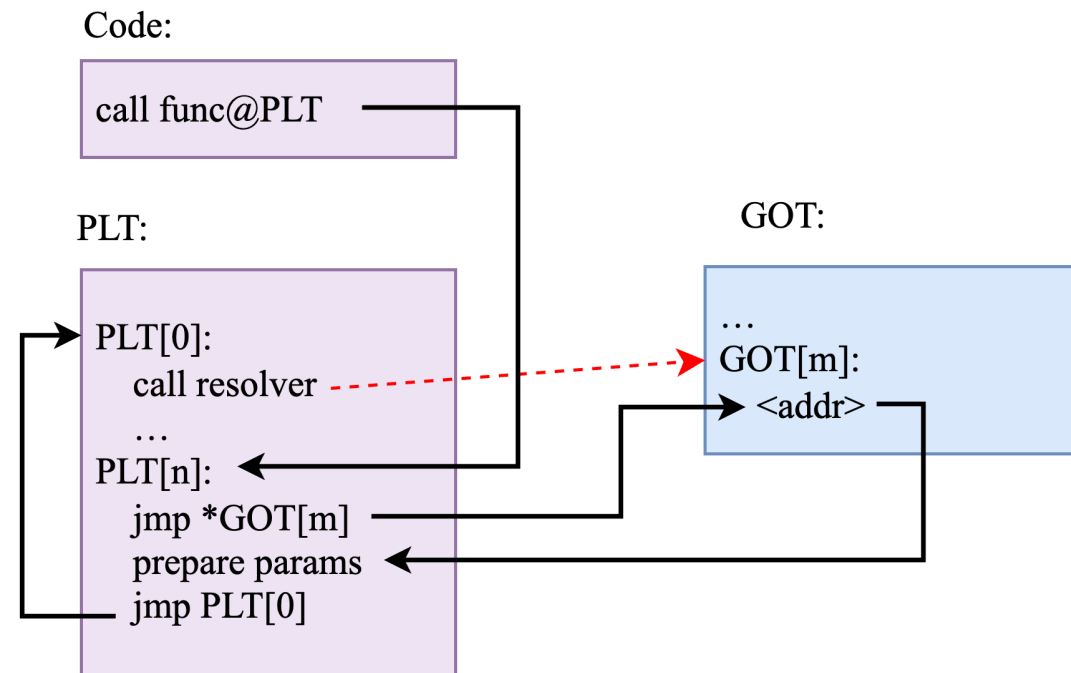 Code:
call func@PLT
PLT:
PLT[0]:
call resolver
…
PLT[n]:
jmp *GOT[m]
prepare params
jmp PLT[0]
GOT:
…
GOT[m]:
<addr>